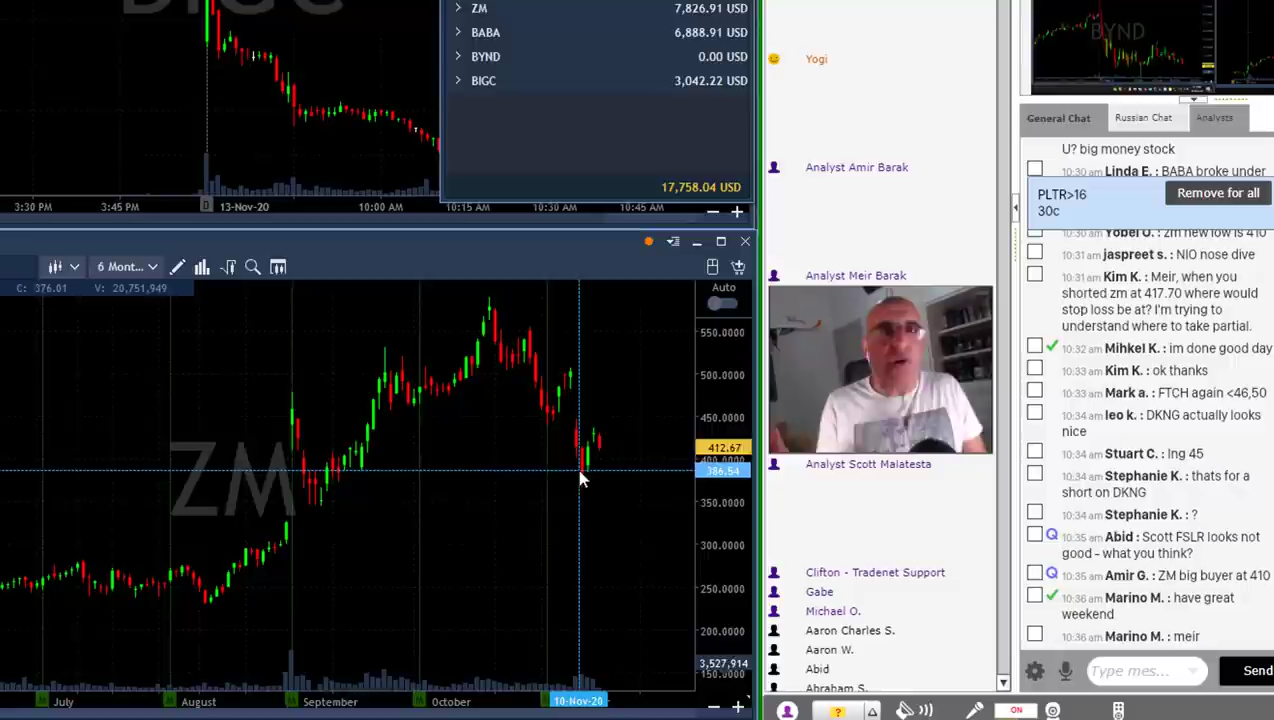 BIGC
ZM 7,826.91 USD
BABA 6,888.91 USD
BYND 0.00 USD
BIGC 3,042.22 USD
17,758.04 USD
3:30 PM 3:45 PM D 13-Nov-20 10:00 AM 10:15 AM 10:30 AM 10:45 AM
6 Mont...
C: 376.01 V: 20,751,949
Auto
550.0000
500.0000
450.0000
412.67
400.0000
386.54
350.0000
300.0000
250.0000
200.0000
3,527,914
ZM
July August September October 10-Nov-20
Yogi
Analyst Amir Barak
Analyst Meir Barak
Analyst Scott Malatesta
Clifton - Tradenet Support
Gabe
Michael O.
Aaron Charles S.
Aaron W.
Abid
Abraham S.
BYND
General Chat Russian Chat Analysts
U? big money stock
Linda E. : BABA broke under
PLTR>16
30c
Remove for all
10:30 am Yobel O. : zm new low is 410
10:31 am jaspreet s. : NIO nose dive
10:31 am Kim K. : Meir, when you
shorted zm at 417.70 where would
stop loss be at? I'm trying to
understand where to take partial.
10:32 am Mihkel K. : im done good day
10:33 am Kim K. : ok thanks
10:33 am Mark a. : FTCH again <46,50
10:34 am leo k. : DKNG actually looks
nice
10:34 am Stuart C. : lng 45
10:34 am Stephanie K. : thats for a
short on DKNG
10:34 am Stephanie K. : ?
10:35 am Abid : Scott FSLR looks not
good - what you think?
10:35 am Amir G. : ZM big buyer at 410
10:36 am Marino M. : have great
weekend
10:36 am Marino M. : meir
Type mes... Send
? ON